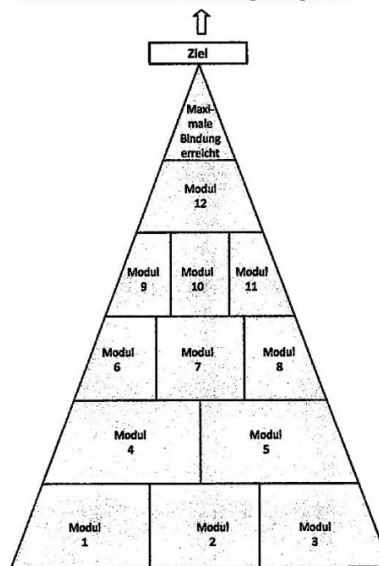 Ziel
Maxi-
male
Bindung
erreicht
Modul
12
Modul
9
Modul
10
Modul
11
Modul
6
Modul
7
Modul
8
Modul
4
Modul
5
Modul
1
Modul
2
Modul
3